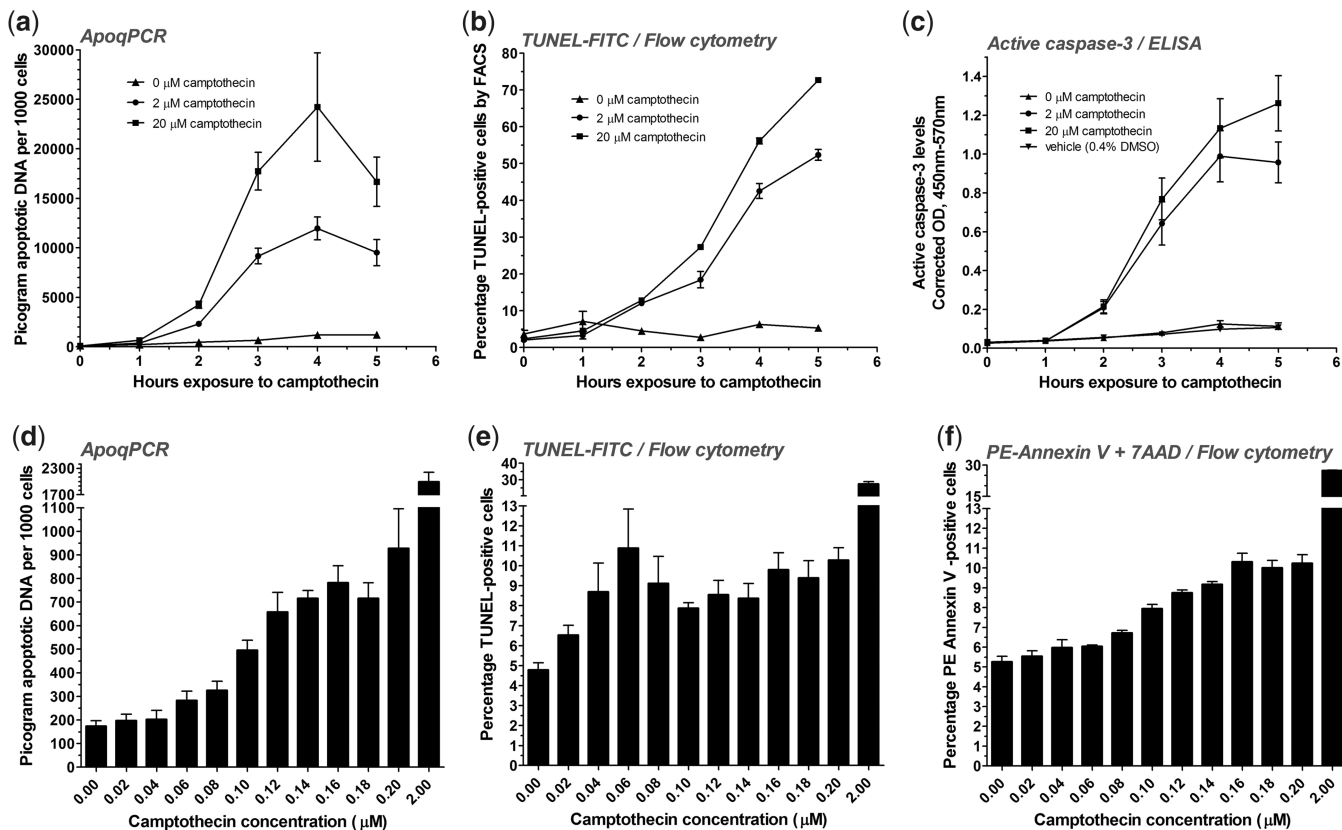 (a)
ApoqPCR
Picogram apoptotic DNA per 1000 cells
30000
25000
20000
15000
10000
5000
0
0 μM camptothecin
2 μM camptothecin
20 μM camptothecin
0 1 2 3 4 5 6
Hours exposure to camptothecin
(b)
TUNEL-FITC / Flow cytometry
Percentage TUNEL-positive cells by FACS
80
70
60
50
40
30
20
10
0
0 μM camptothecin
2 μM camptothecin
20 μM camptothecin
0 1 2 3 4 5 6
Hours exposure to camptothecin
(c)
Active caspase-3 / ELISA
Active caspase-3 levels
Corrected OD, 450nm-570nm
1.4
1.2
1.0
0.8
0.6
0.4
0.2
0.0
0 μM camptothecin
2 μM camptothecin
20 μM camptothecin
vehicle (0.4% DMSO)
0 1 2 3 4 5 6
Hours exposure to camptothecin
(d)
ApoqPCR
Picogram apoptotic DNA per 1000 cells
2300
1700
1100
900
800
700
600
500
400
300
200
100
0.00 0.02 0.04 0.06 0.08 0.10 0.12 0.14 0.16 0.18 0.20 2.00
Camptothecin concentration (μM)
(e)
TUNEL-FITC / Flow cytometry
Percentage TUNEL-positive cells
40
30
20
13
12
11
10
9
8
7
6
5
4
3
2
1
0
0.00 0.02 0.04 0.06 0.08 0.10 0.12 0.14 0.16 0.18 0.20 2.00
Camptothecin concentration (μM)
(f)
PE-Annexin V + 7AAD / Flow cytometry
Percentage PE Annexin V -positive cells
30
15
13
12
11
10
9
8
7
6
5
4
3
2
1
0
0.00 0.02 0.04 0.06 0.08 0.10 0.12 0.14 0.16 0.18 0.20 2.00
Camptothecin concentration (μM)